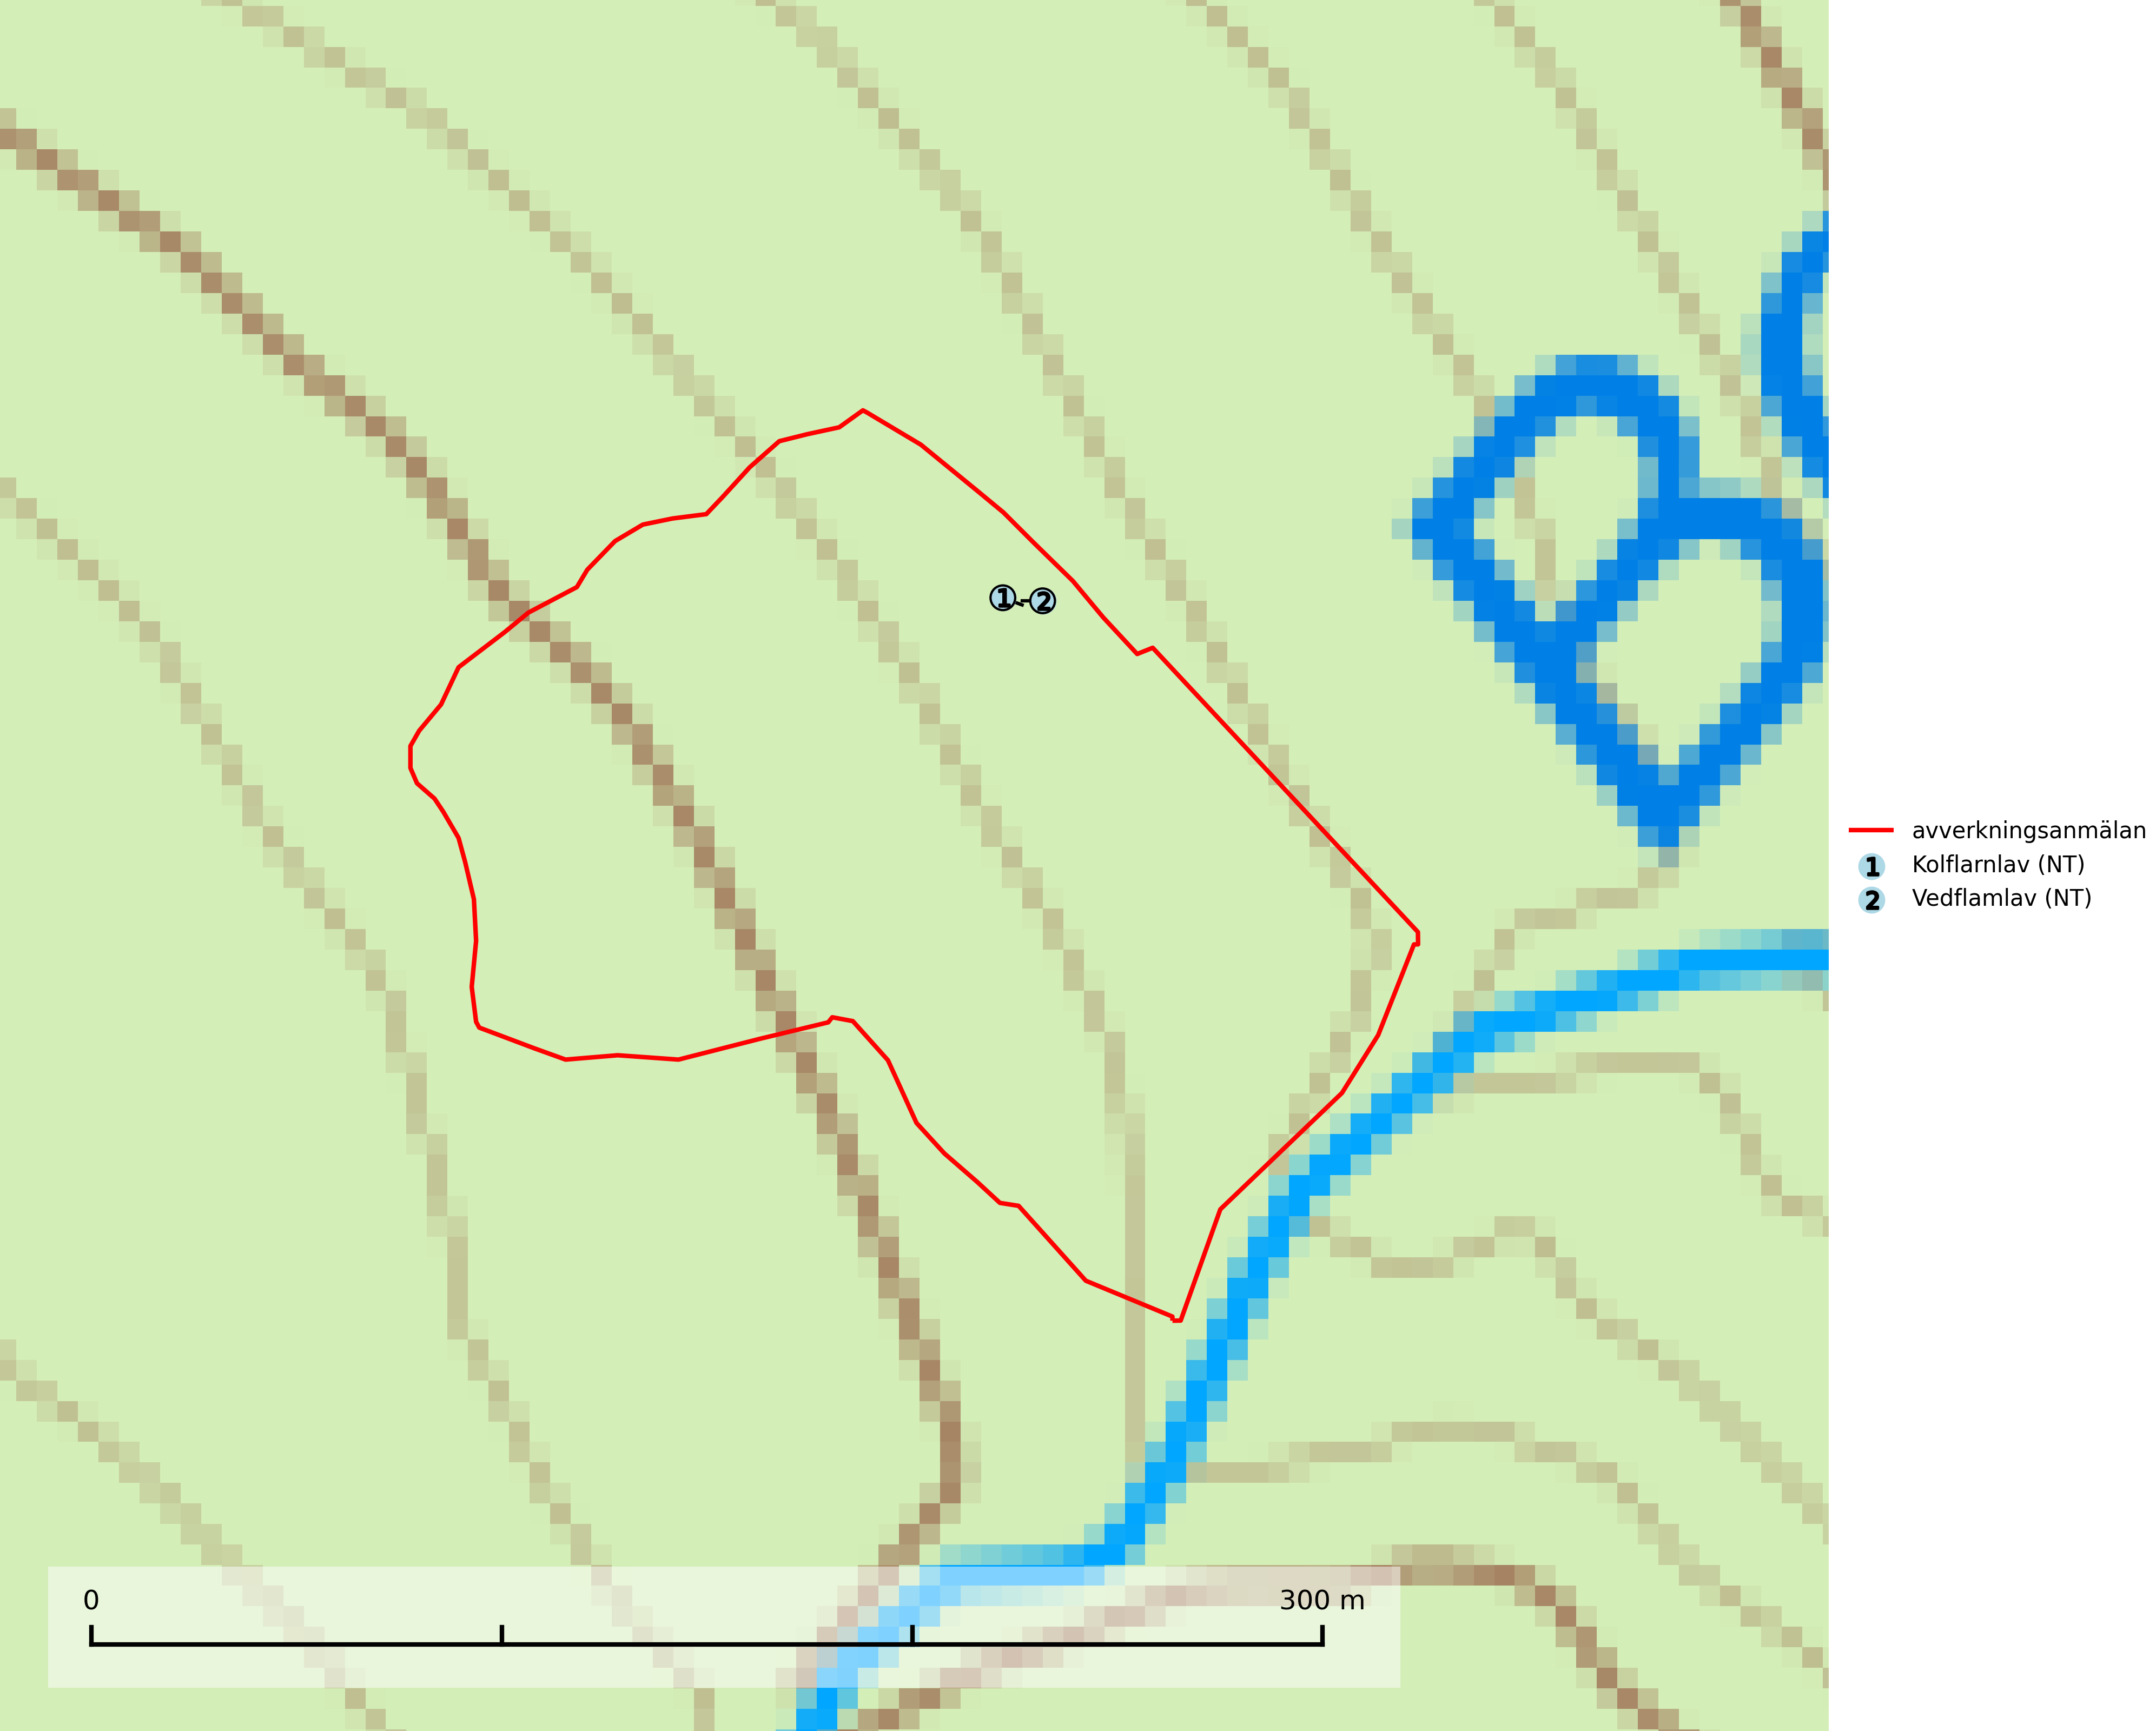 1 2
avverkningsanmälan
1 Kolflarnlav (NT)
2 Vedflamlav (NT)
0 300 m